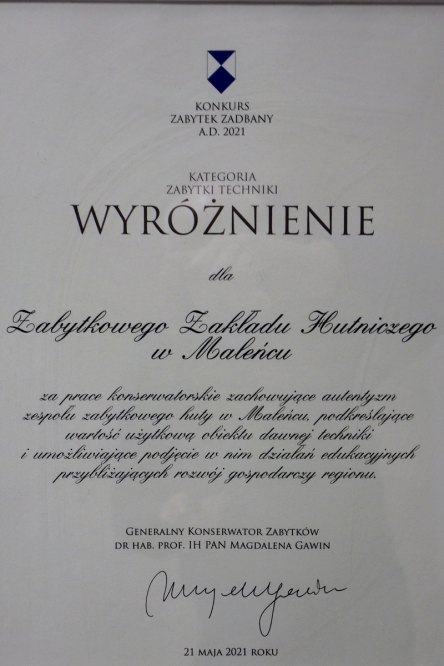 KONKURS
ZABYTEK ZADBANY
A.D. 2021
KATEGORIA
ZABYTKI TECHNIKI
WYRÓŻNIENIE
dla
Zabytkowego Zakładu Hutniczego
w Maleńcu
za prace konserwatorskie zachowujące autentyzm
zespołu zabytkowego huty w Maleńcu, podkreślające
wartość użytkową obiektu dawnej techniki
i umożliwiające podjęcie w nim działań edukacyjnych
przybliżających rozwój gospodarczy regionu.
GENERALNY KONSERWATOR ZABYTKÓW
DR HAB. PROF. IH PAN MAGDALENA GAWIN
21 MAJA 2021 ROKU